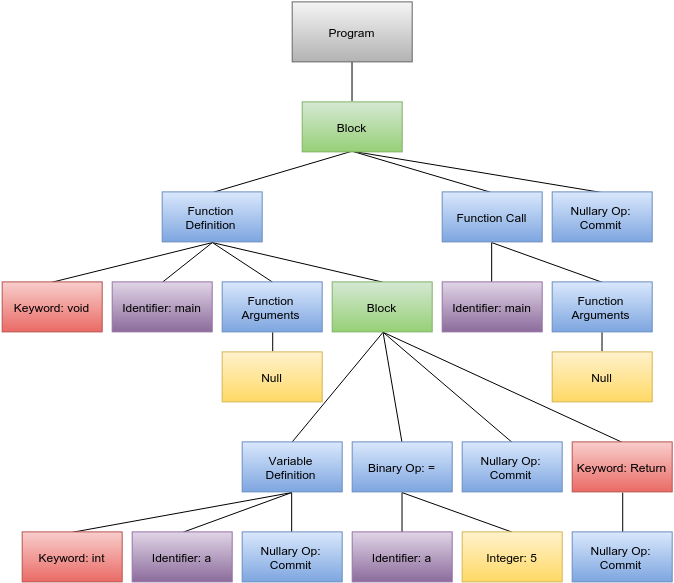 Program
Block
Function
Definition
Function Call
Nullary Op:
Commit
Keyword: void
Identifier: main
Function
Arguments
Block
Identifier: main
Function
Arguments
Null
Null
Variable
Definition
Binary Op: =
Nullary Op:
Commit
Keyword: Return
Keyword: int
Identifier: a
Nullary Op:
Commit
Identifier: a
Integer: 5
Nullary Op:
Commit